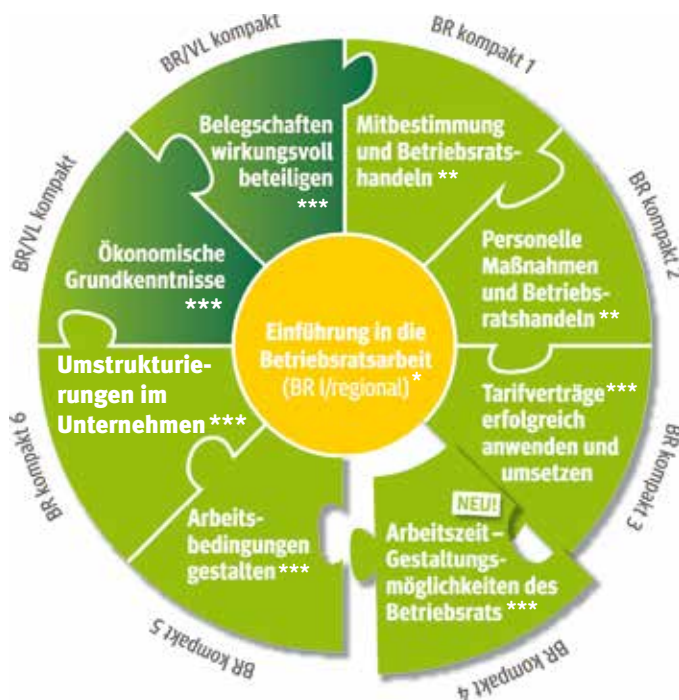 BR/VL kompakt
BR kompakt 1
Belegschaften
wirkungsvoll
beteiligen
***
Mitbestimmung
und Betriebsrats-
handeln **
BR/VL kompakt
BR kompakt 2
Ökonomische
Grundkenntnisse
***
Personelle
Maßnahmen
und Betriebs-
ratshandeln **
Einführung in die
Betriebsratsarbeit
(BR I/regional) *
Umstrukturie-
rungen im
Unternehmen ***
Tarifverträge ***
erfolgreich
anwenden und
umsetzen
BR kompakt 6
BR kompakt 3
NEU!
Arbeits-
bedingungen
gestalten ***
Arbeitszeit –
Gestaltungs-
möglichkeiten des
Betriebsrats ***
BR kompakt 5
BR kompakt 4